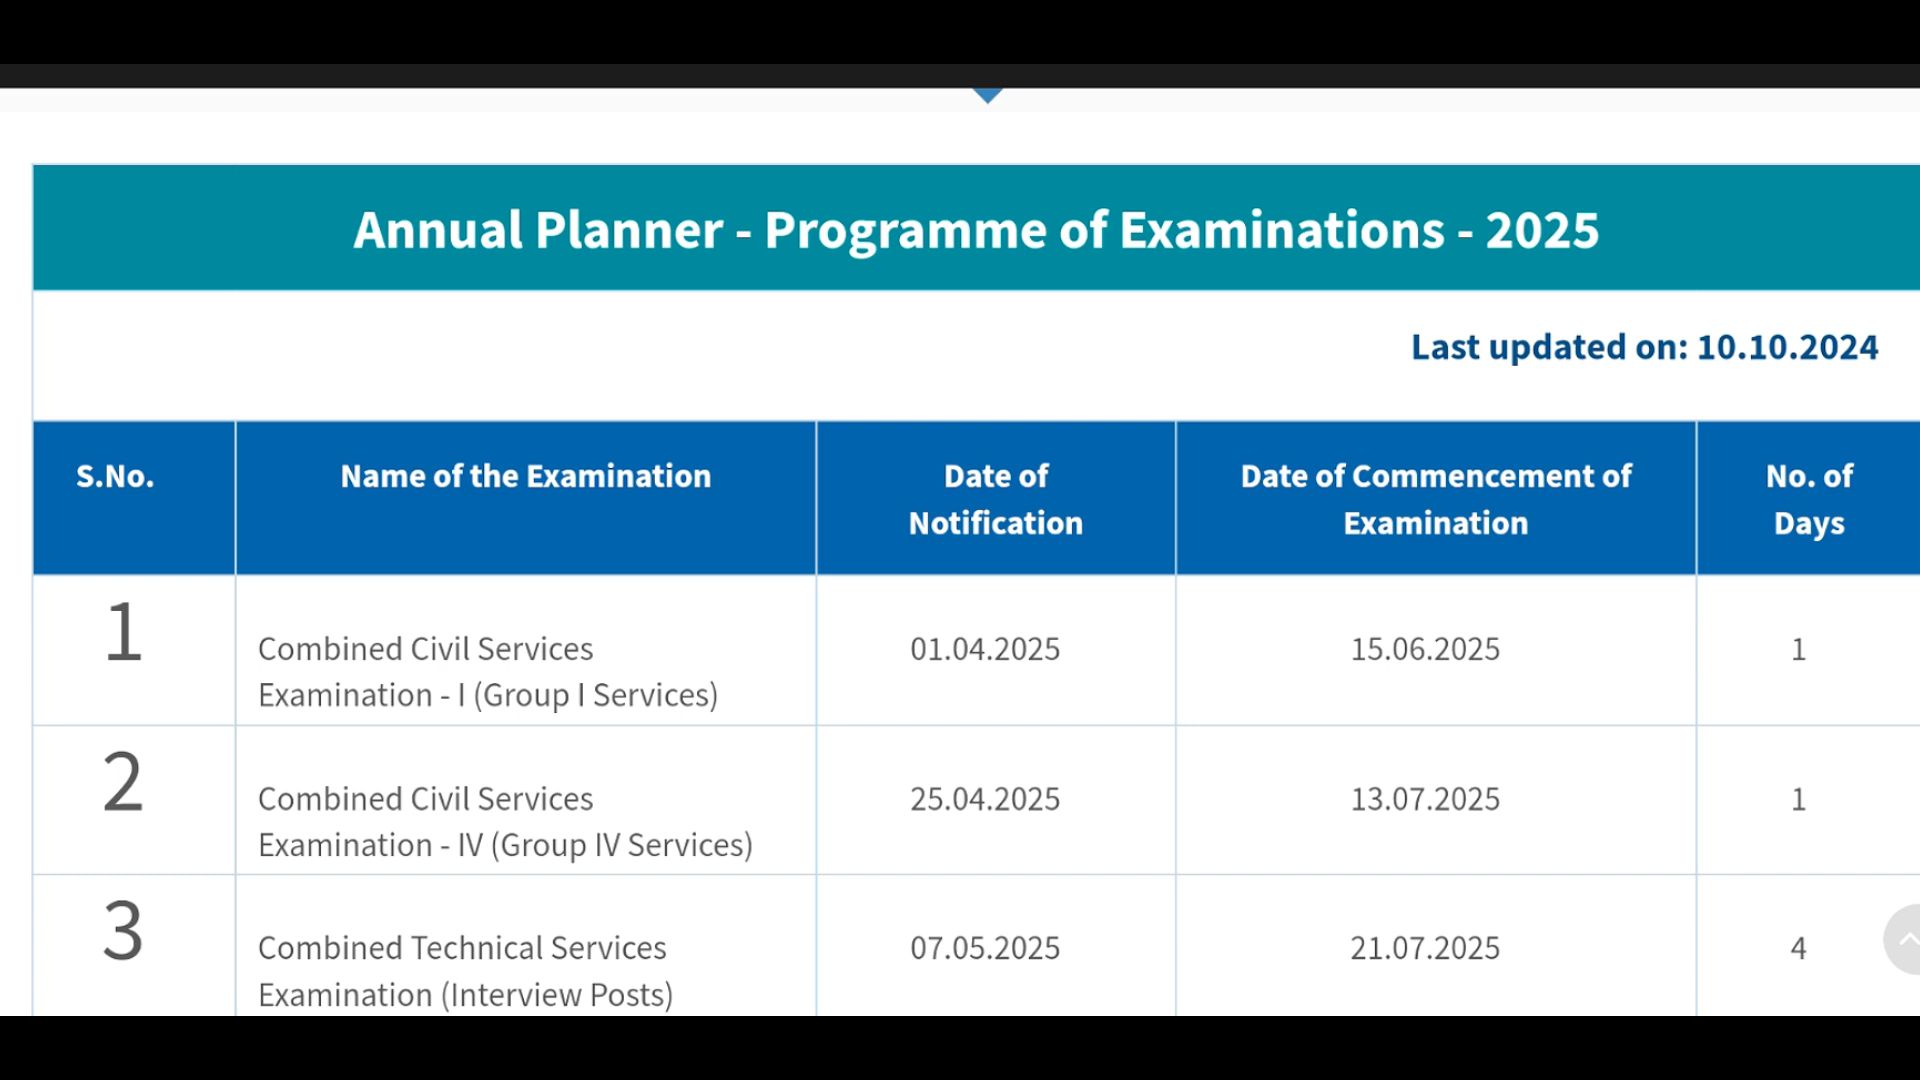 Annual Planner - Programme of Examinations - 2025
Last updated on: 10.10.2024
S.No.
Name of the Examination
Date of
Notification
Date of Commencement of
Examination
No. of
Days
1
Combined Civil Services
Examination - I (Group I Services)
01.04.2025
15.06.2025
1
2
Combined Civil Services
Examination - IV (Group IV Services)
25.04.2025
13.07.2025
1
3
Combined Technical Services
Examination (Interview Posts)
07.05.2025
21.07.2025
4